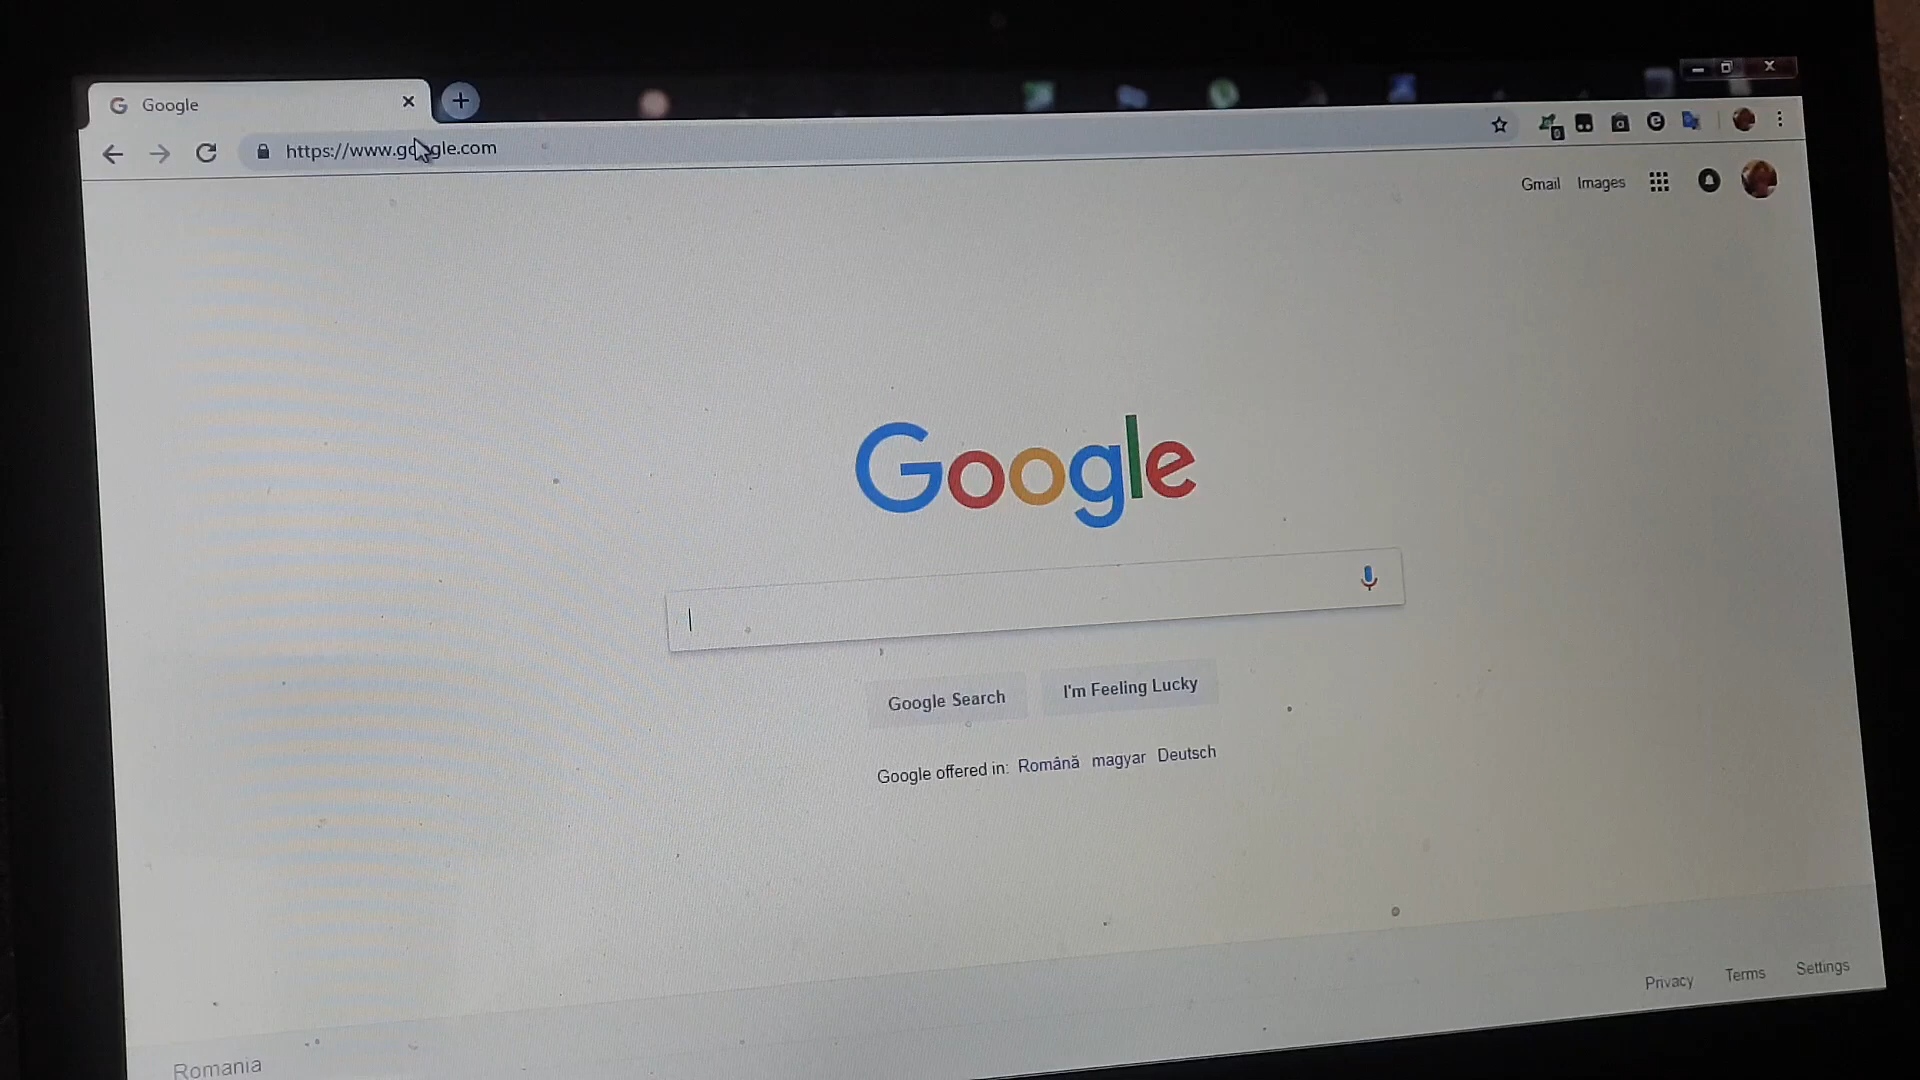 Google
https://www.google.com
Gmail Images
Google
Google Search I'm Feeling Lucky
Google offered in: Română magyar Deutsch
Privacy Terms Settings
Romania